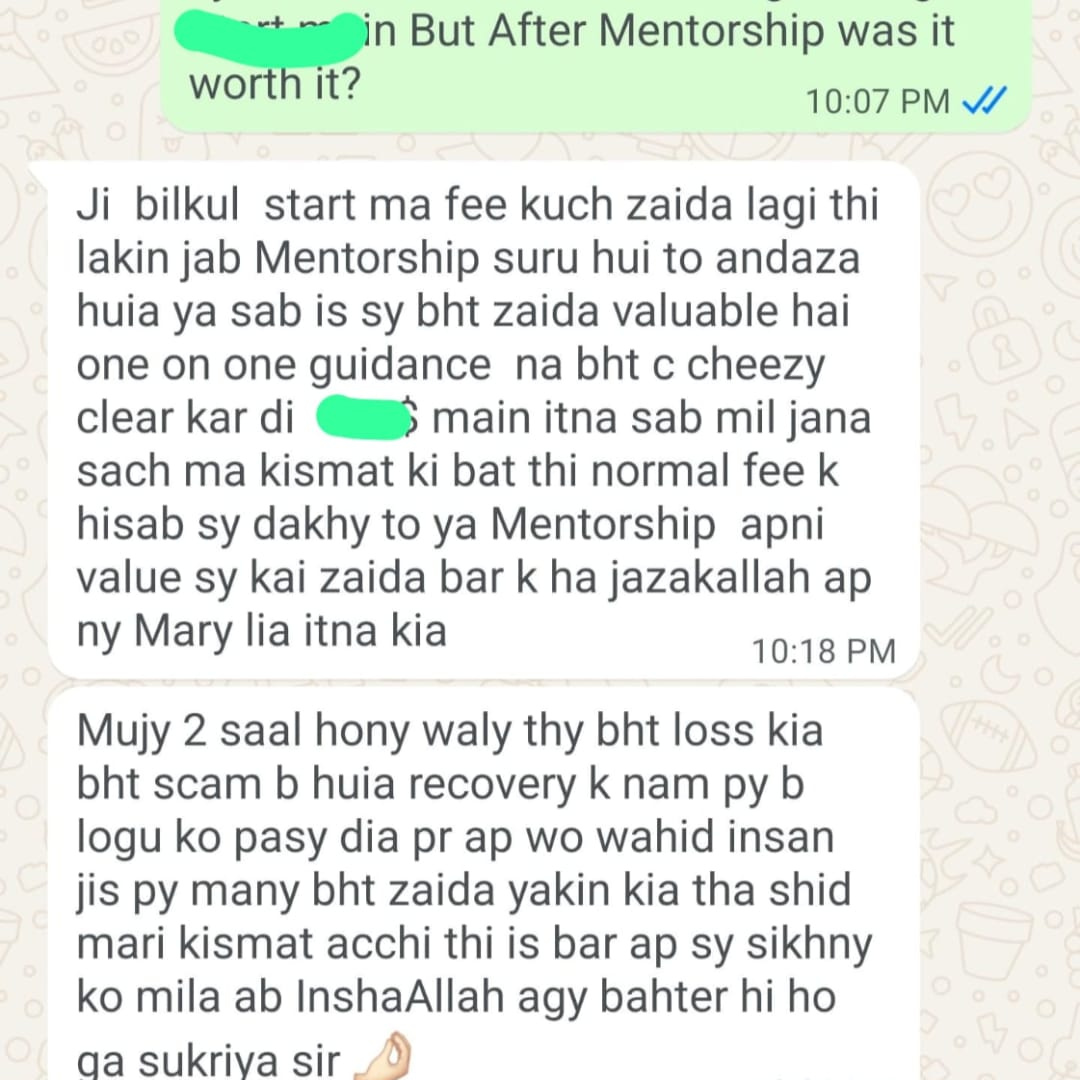 in But After Mentorship was it
worth it?
10:07 PM
Ji bilkul start ma fee kuch zaida lagi thi
lakin jab Mentorship suru hui to andaza
huia ya sab is sy bht zaida valuable hai
one on one guidance na bht c cheezy
clear kar di $ main itna sab mil jana
sach ma kismat ki bat thi normal fee k
hisab sy dakhy to ya Mentorship apni
value sy kai zaida bar k ha jazakallah ap
ny Mary lia itna kia
10:18 PM
Mujy 2 saal hony waly thy bht loss kia
bht scam b huia recovery k nam py b
logu ko pasy dia pr ap wo wahid insan
jis py many bht zaida yakin kia tha shid
mari kismat acchi thi is bar ap sy sikhny
ko mila ab InshaAllah agy bahter hi ho
ga sukriya sir